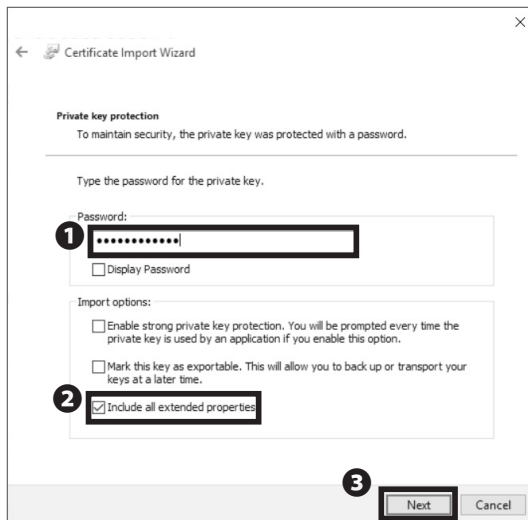 Certificate Import Wizard
Private key protection
To maintain security, the private key was protected with a password.
Type the password for the private key.
Password:
1
••••••••••••
Display Password
Import options:
Enable strong private key protection. You will be prompted every time the
private key is used by an application if you enable this option.
Mark this key as exportable. This will allow you to back up or transport your
keys at a later time.
2
Include all extended properties
3
Next Cancel